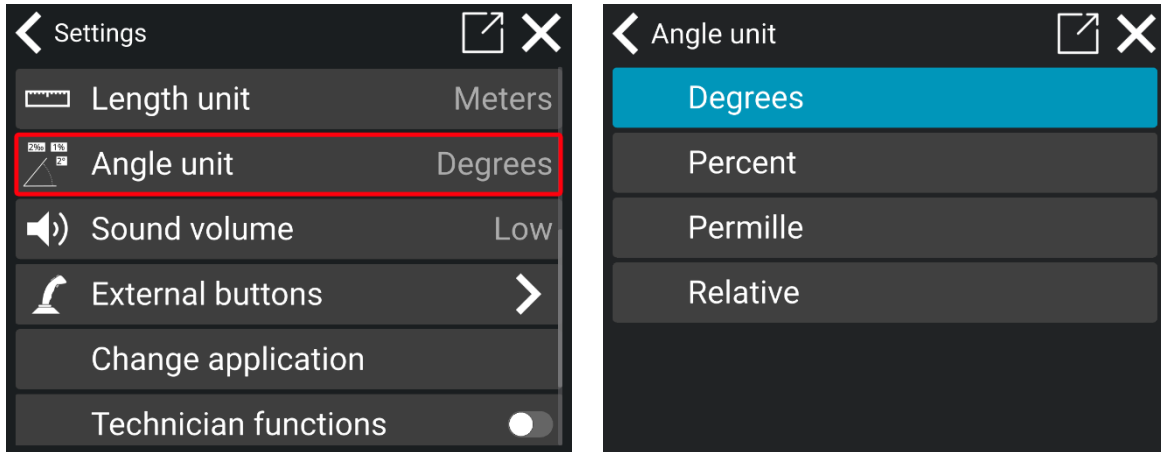 Settings
Length unit Meters
2‰ 1%
2°
Angle unit Degrees
Sound volume Low
External buttons
Change application
Technician functions
Angle unit
Degrees
Percent
Permille
Relative